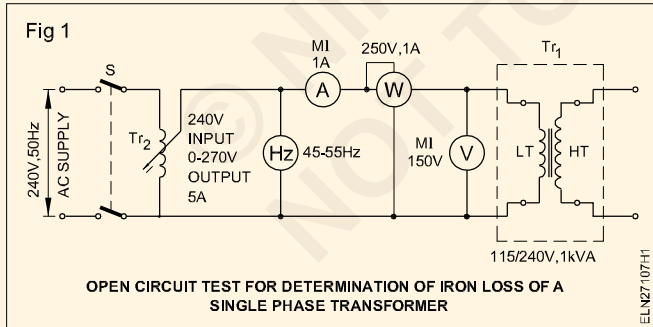 Fig 1
S
240V,50Hz
AC SUPPLY
Tr2
240V
INPUT
0-270V
OUTPUT
5A
Hz
45-55Hz
MI
1A
A
250V,1A
W
MI
150V
V
Tr1
LT
HT
115/240V,1kVA
OPEN CIRCUIT TEST FOR DETERMINATION OF IRON LOSS OF A
SINGLE PHASE TRANSFORMER
ELN27107H1